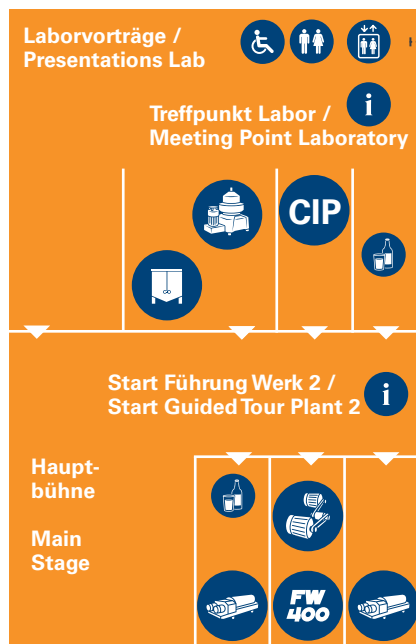 Laborvorträge /
Presentations Lab
i
Treffpunkt Labor /
Meeting Point Laboratory
CIP
Start Führung Werk 2 /
Start Guided Tour Plant 2
i
Haupt-
bühne
Main
Stage
FW
400